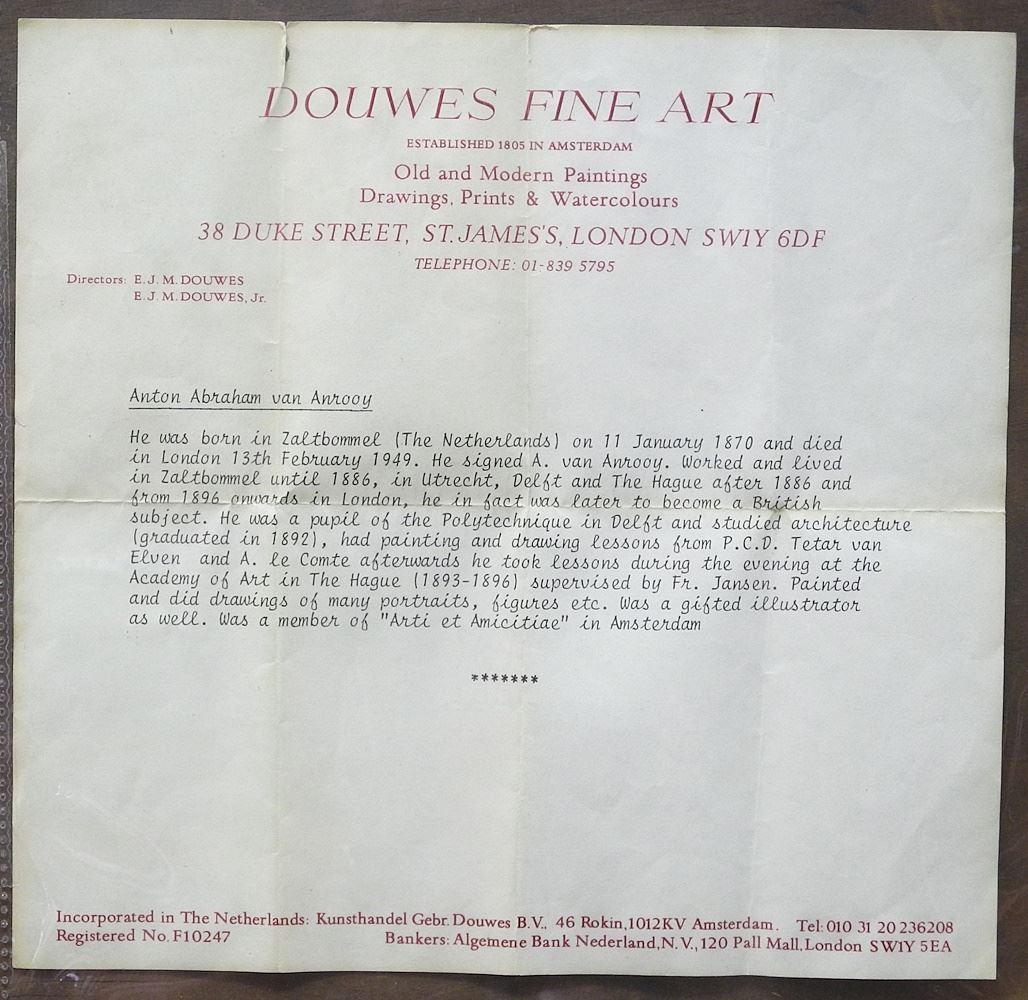 DOUWES FINE ART
ESTABLISHED 1805 IN AMSTERDAM
Old and Modern Paintings
Drawings, Prints & Watercolours
38 DUKE STREET, ST. JAMES'S, LONDON SW1Y 6DF
TELEPHONE: 01-839 5795
Directors: E. J. M. DOUWES
E. J. M. DOUWES, Jr.
Anton Abraham van Anrooy
He was born in Zaltbommel (The Netherlands) on 11 January 1870 and died
in London 13th February 1949. He signed A. van Anrooy. Worked and lived
in Zaltbommel until 1886, in Utrecht, Delft and The Hague after 1886 and
from 1896 onwards in London, he in fact was later to become a British
subject. He was a pupil of the Polytechnique in Delft and studied architecture
(graduated in 1892), had painting and drawing lessons from P.C.D. Tetar van
Elven and A. le Comte afterwards he took lessons during the evening at the
Academy of Art in The Hague (1893-1896) supervised by Fr. Jansen. Painted
and did drawings of many portraits, figures etc. Was a gifted illustrator
as well. Was a member of "Arti et Amicitiae" in Amsterdam
*******
Incorporated in The Netherlands: Kunsthandel Gebr. Douwes B.V., 46 Rokin, 1012KV Amsterdam. Tel: 010 31 20 236208
Registered No. F10247 Bankers: Algemene Bank Nederland, N.V., 120 Pall Mall, London SW1Y 5EA